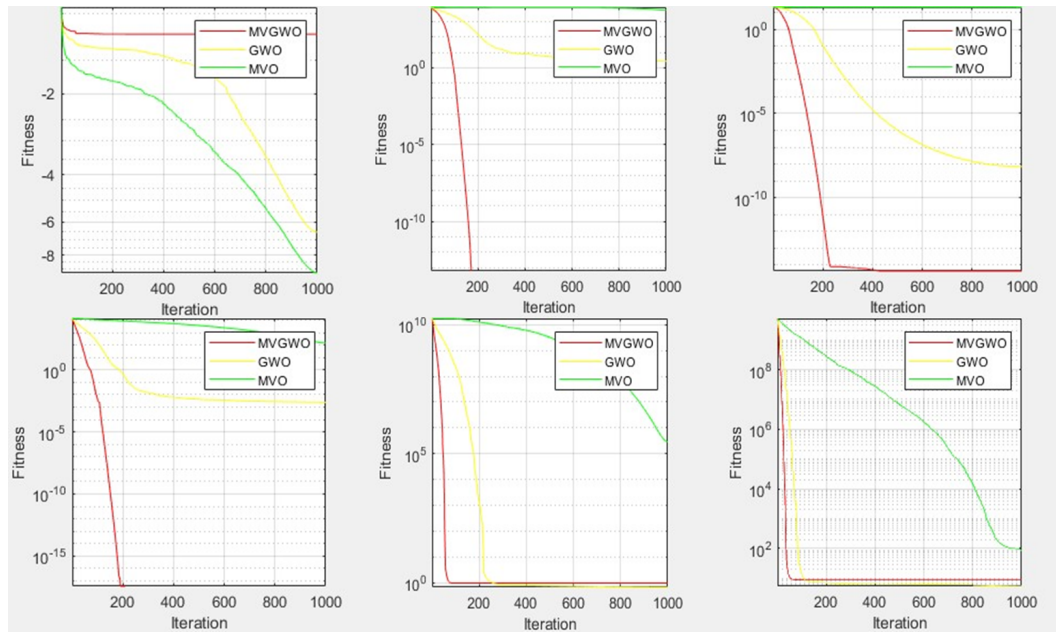 MVGWO
GWO
MVO
-2
-4
-6
-8
Fitness
200 400 600 800 1000
Iteration
MVGWO
GWO
MVO
10^0
10^-5
10^-10
Fitness
200 400 600 800 1000
Iteration
MVGWO
GWO
MVO
10^0
10^-5
10^-10
Fitness
200 400 600 800 1000
Iteration
MVGWO
GWO
MVO
10^0
10^-5
10^-10
10^-15
Fitness
200 400 600 800 1000
Iteration
MVGWO
GWO
MVO
10^10
10^5
10^0
Fitness
200 400 600 800 1000
Iteration
MVGWO
GWO
MVO
10^8
10^6
10^4
10^2
Fitness
200 400 600 800 1000
Iteration